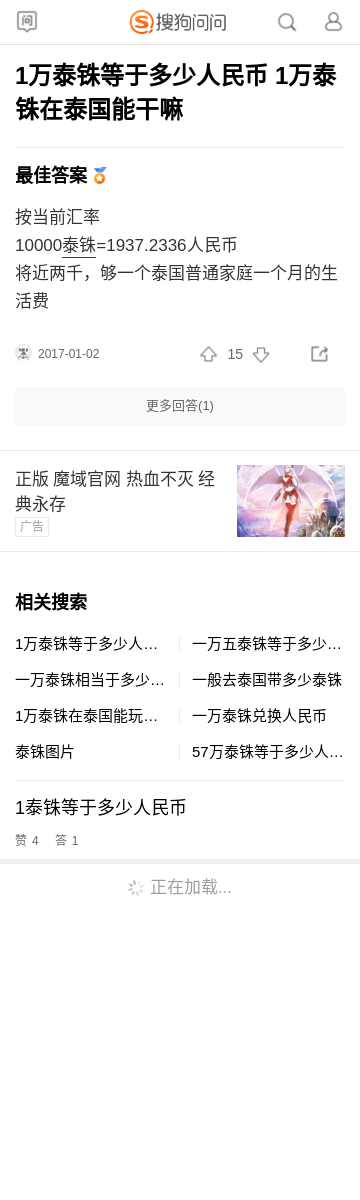 问
S 搜狗问问
1万泰铢等于多少人民币 1万泰
铢在泰国能干嘛
最佳答案
按当前汇率
10000泰铢=1937.2336人民币
将近两千，够一个泰国普通家庭一个月的生
活费
2017-01-02
15
更多回答(1)
正版 魔域官网 热血不灭 经
典永存
广告
相关搜索
1万泰铢等于多少人…
一万五泰铢等于多少…
一万泰铢相当于多少…
一般去泰国带多少泰铢
1万泰铢在泰国能玩…
一万泰铢兑换人民币
泰铢图片
57万泰铢等于多少人…
1泰铢等于多少人民币
赞 4 答 1
正在加载...